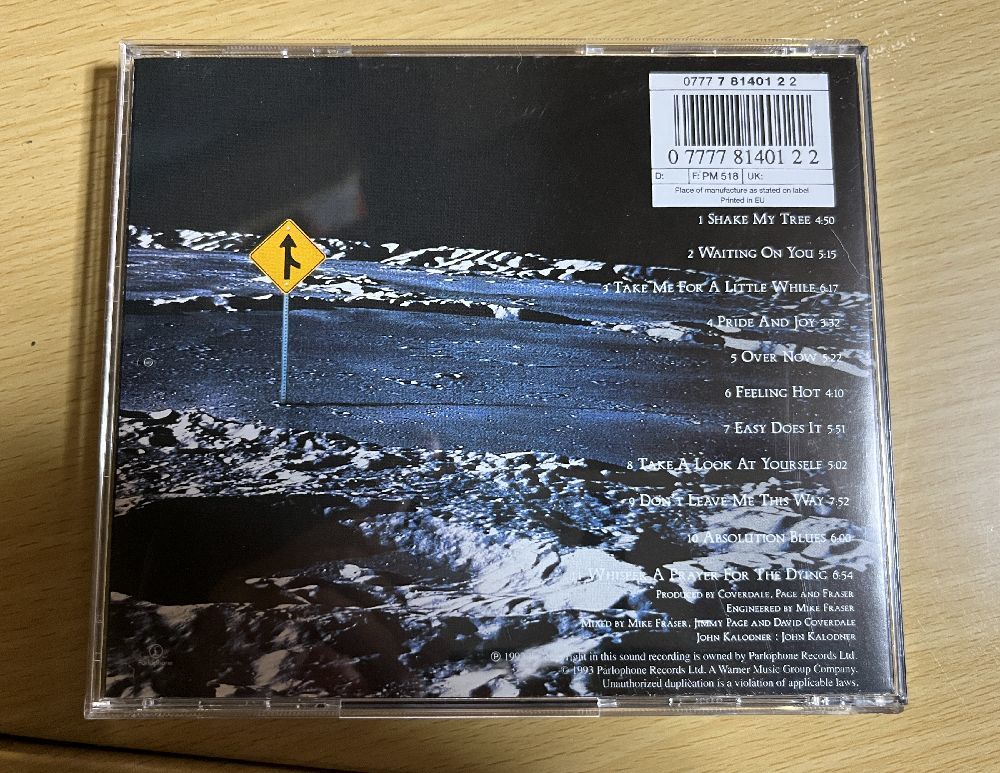 0777 7 81401 2 2
0 7777 81401 2 2
D: F: PM 518 UK:
Place of manufacture as stated on label
Printed in EU
1 SHAKE MY TREE 4:50
2 WAITING ON YOU 5:15
3 TAKE ME FOR A LITTLE WHILE 6:17
4 PRIDE AND JOY 3:32
5 OVER NOW 5:22
6 FEELING HOT 4:10
7 EASY DOES IT 5:51
8 TAKE A LOOK AT YOURSELF 5:02
9 DON'T LEAVE ME THIS WAY 7:52
10 ABSOLUTION BLUES 6:00
WHISPER A PRAYER FOR THE DYING 6:54
PRODUCED BY COVERDALE, PAGE AND FRASER
ENGINEERED BY MIKE FRASER
MIXED BY MIKE FRASER, JIMMY PAGE AND DAVID COVERDALE
JOHN KALODNER : JOHN KALODNER
Parlophone
in this sound recording is owned by Parlophone Records Ltd.
© 1993 Parlophone Records Ltd. A Warner Music Group Company.
Unauthorized duplication is a violation of applicable laws.